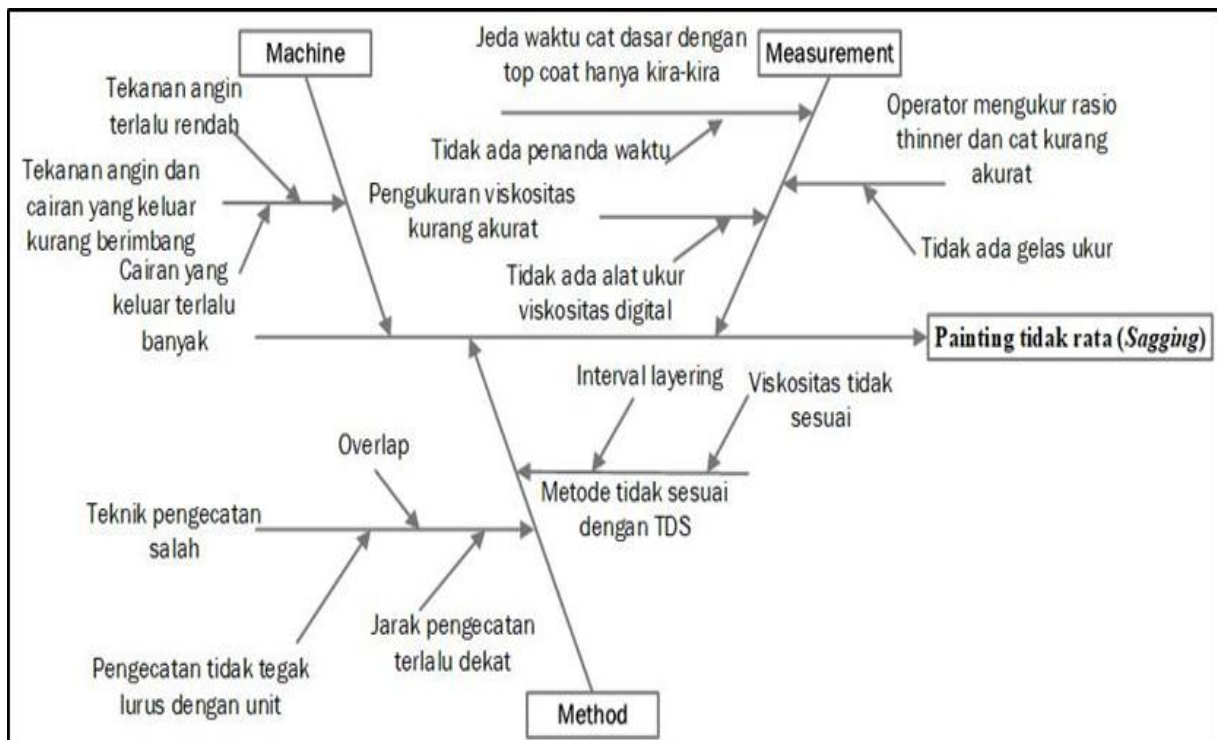 Machine
Tekanan angin
terlalu rendah
Tekanan angin dan
cairan yang keluar
kurang berimbang
Cairan yang
keluar terlalu
banyak
Jeda waktu cat dasar dengan
top coat hanya kira-kira
Tidak ada penanda waktu
Measurement
Operator mengukur rasio
thinner dan cat kurang
akurat
Tidak ada gelas ukur
Pengukuran viskositas
kurang akurat
Tidak ada alat ukur
viskositas digital
Painting tidak rata (Sagging)
Interval layering
Viskositas tidak
sesuai
Metode tidak sesuai
dengan TDS
Overlap
Teknik pengecatan
salah
Jarak pengecatan
terlalu dekat
Pengecatan tidak tegak
lurus dengan unit
Method